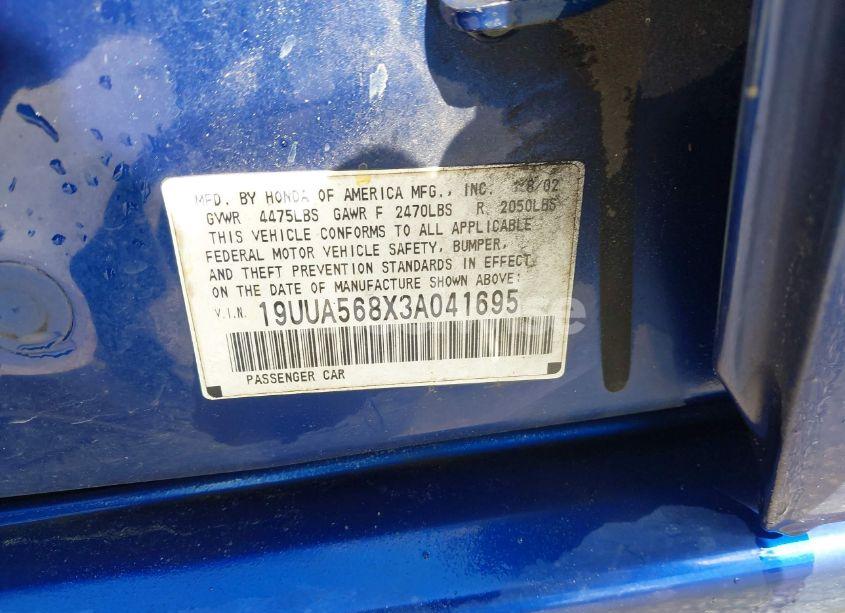 MFD. BY HONDA OF AMERICA MFG., INC. 8/02
GVWR 4475LBS GAWR F 2470LBS R 2050LBS
THIS VEHICLE CONFORMS TO ALL APPLICABLE
FEDERAL MOTOR VEHICLE SAFETY, BUMPER,
AND THEFT PREVENTION STANDARDS IN EFFECT
ON THE DATE OF MANUFACTURE SHOWN ABOVE:
V.I.N. 19UUA568X3A041695
PASSENGER CAR